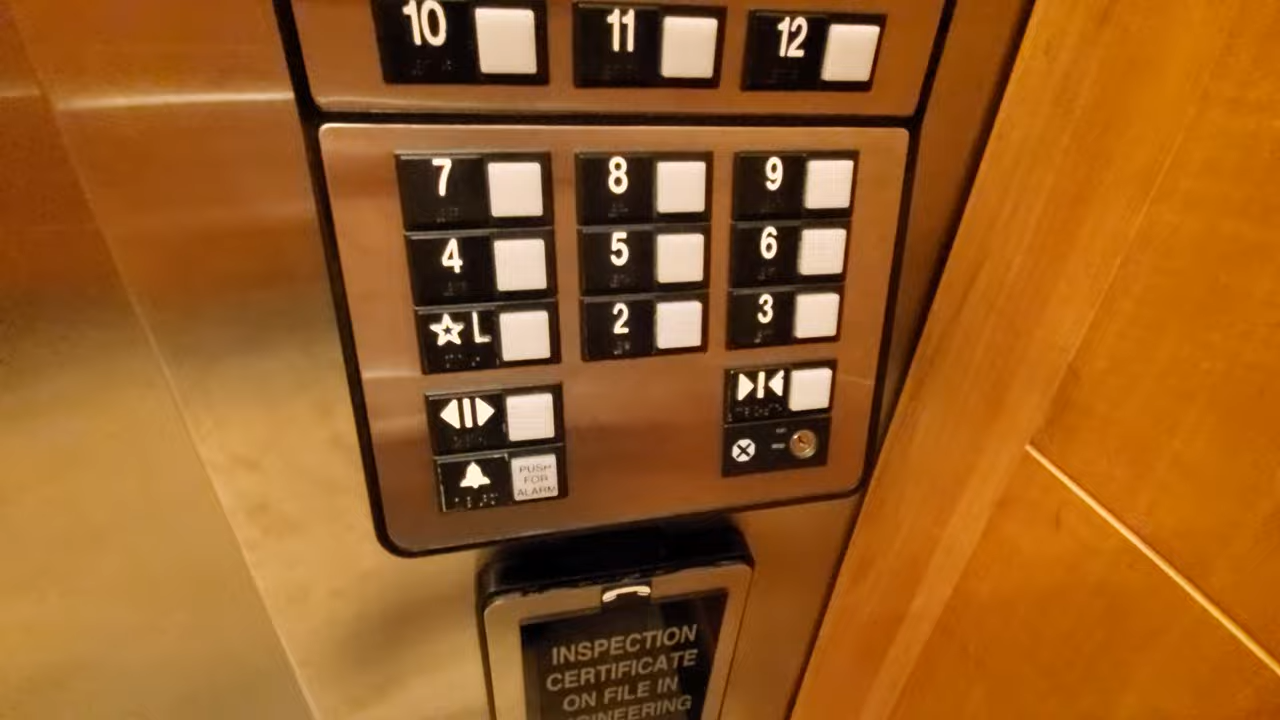 10 11 12
7 8 9
4 5 6
☆L 2 3
PUSH
FOR
ALARM
INSPECTION
CERTIFICATE
ON FILE IN